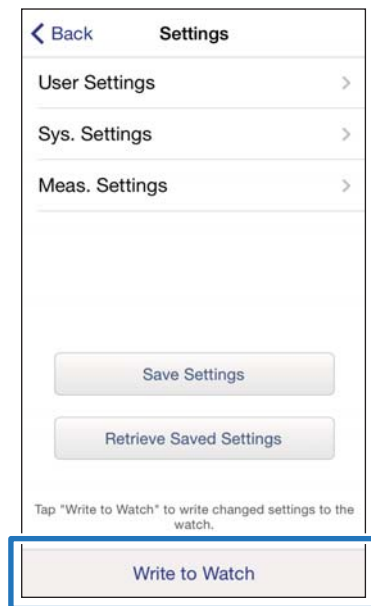 Back Settings
User Settings
Sys. Settings
Meas. Settings
Save Settings
Retrieve Saved Settings
Tap "Write to Watch" to write changed settings to the
watch.
Write to Watch